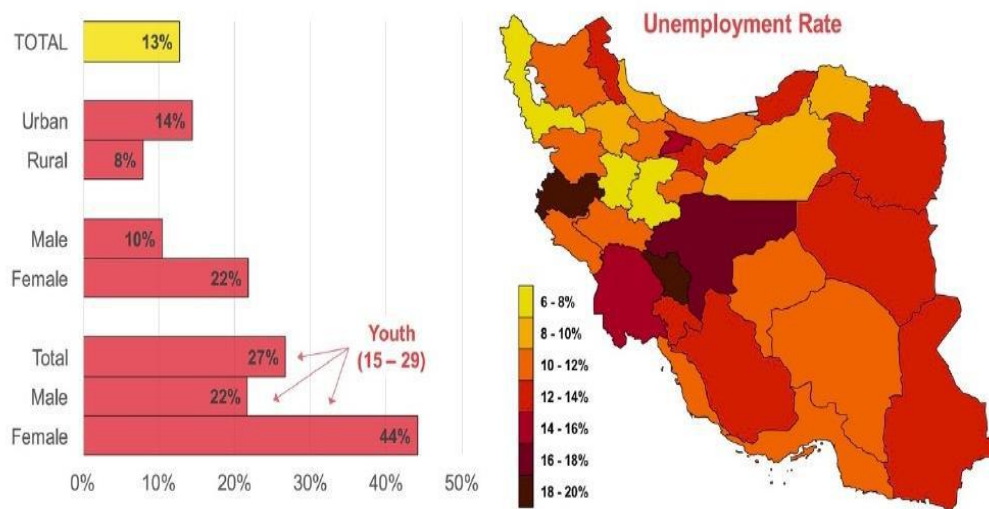 TOTAL
13%
Urban
14%
Rural
8%
Male
10%
Female
22%
Total
27%
Male
22%
Female
44%
Youth
(15 – 29)
0%
10%
20%
30%
40%
50%
Unemployment Rate
6 - 8%
8 - 10%
10 - 12%
12 - 14%
14 - 16%
16 - 18%
18 - 20%